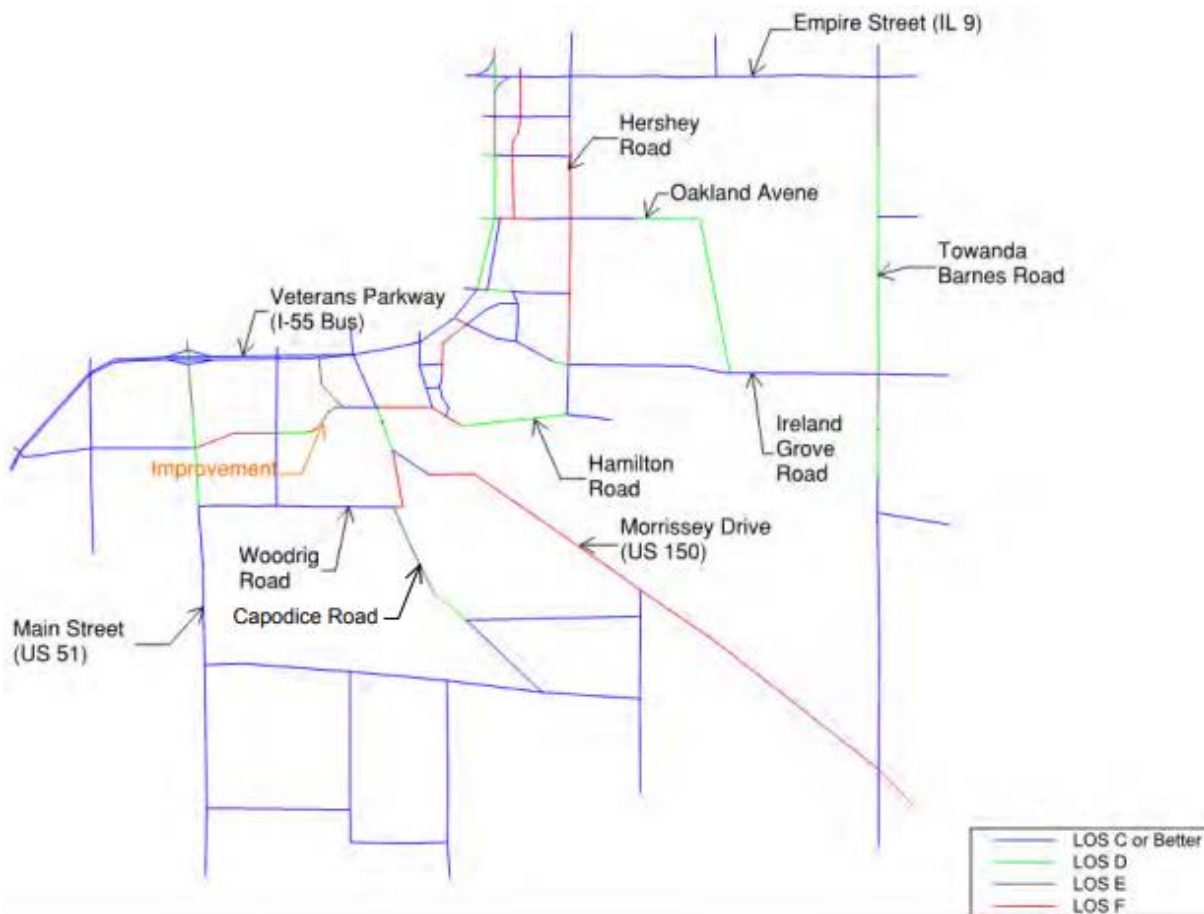 Empire Street (IL 9)
Hershey
Road
Oakland Avene
Towanda
Barnes Road
Veterans Parkway
(I-55 Bus)
Improvement
Hamilton
Road
Ireland
Grove
Road
Woodrig
Road
Morrissey Drive
(US 150)
Capodice Road
Main Street
(US 51)
LOS C or Better
LOS D
LOS E
LOS F